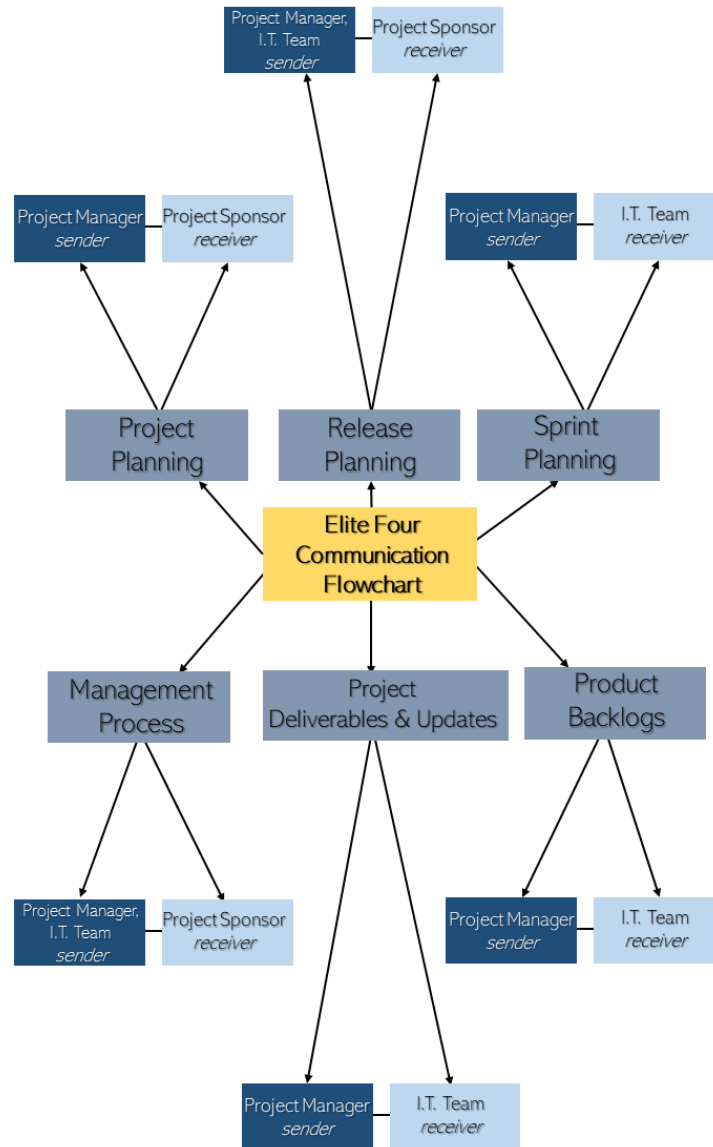 Project Manager,
I.T. Team
sender
Project Sponsor
receiver
Project Manager
sender
Project Sponsor
receiver
Project Manager
sender
I.T. Team
receiver
Project
Planning
Release
Planning
Sprint
Planning
Elite Four
Communication
Flowchart
Management
Process
Project
Deliverables & Updates
Product
Backlogs
Project Manager,
I.T. Team
sender
Project Sponsor
receiver
Project Manager
sender
I.T. Team
receiver
Project Manager
sender
I.T. Team
receiver